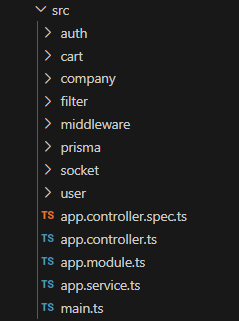 src
auth
cart
company
filter
middleware
prisma
socket
user
TS app.controller.spec.ts
TS app.controller.ts
TS app.module.ts
TS app.service.ts
TS main.ts